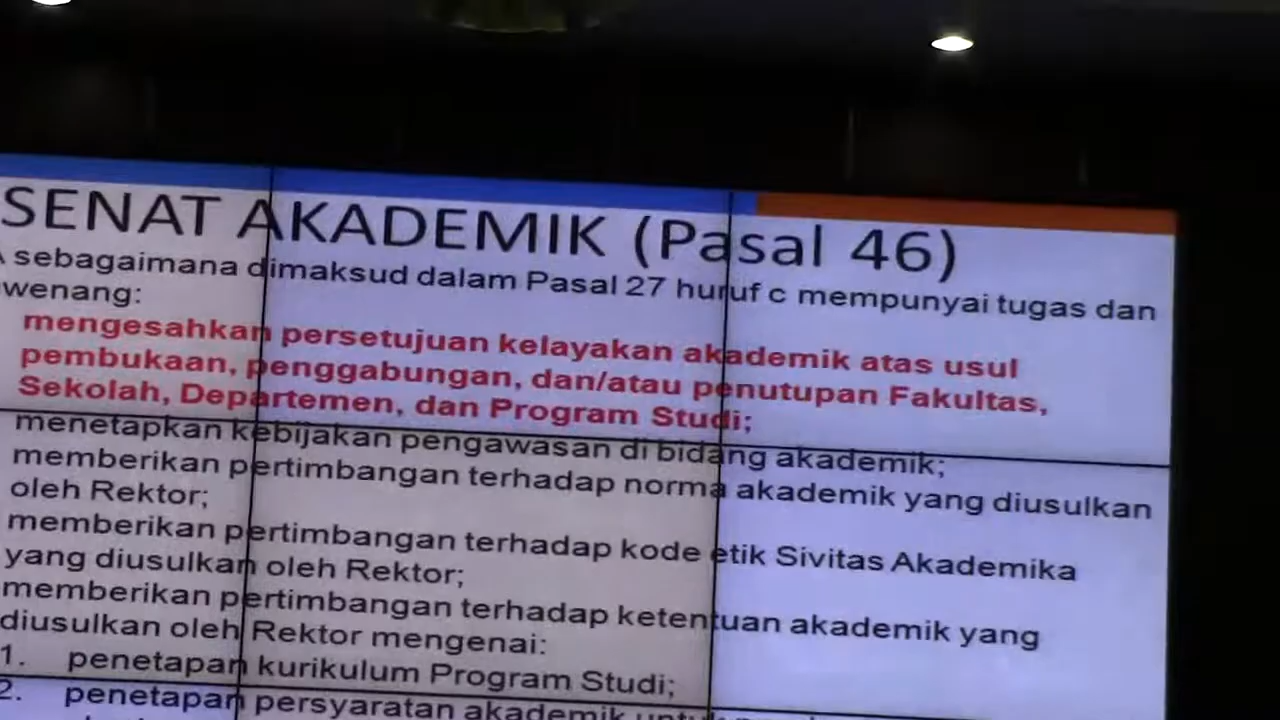 SENAT AKADEMIK (Pasal 46)
sebagaimana dimaksud dalam Pasal 27 huruf c mempunyai tugas dan
wenang:
mengesahkan persetujuan kelayakan akademik atas usul
pembukaan, penggabungan, dan/atau penutupan Fakultas,
Sekolah, Departemen, dan Program Studi;
menetapkan kebijakan pengawasan di bidang akademik;
memberikan pertimbangan terhadap norma akademik yang diusulkan
oleh Rektor;
memberikan pertimbangan terhadap kode etik Sivitas Akademika
yang diusulkan oleh Rektor;
memberikan pertimbangan terhadap ketentuan akademik yang
diusulkan oleh Rektor mengenai:
1. penetapan kurikulum Program Studi;
2. penetapan persyaratan akademik